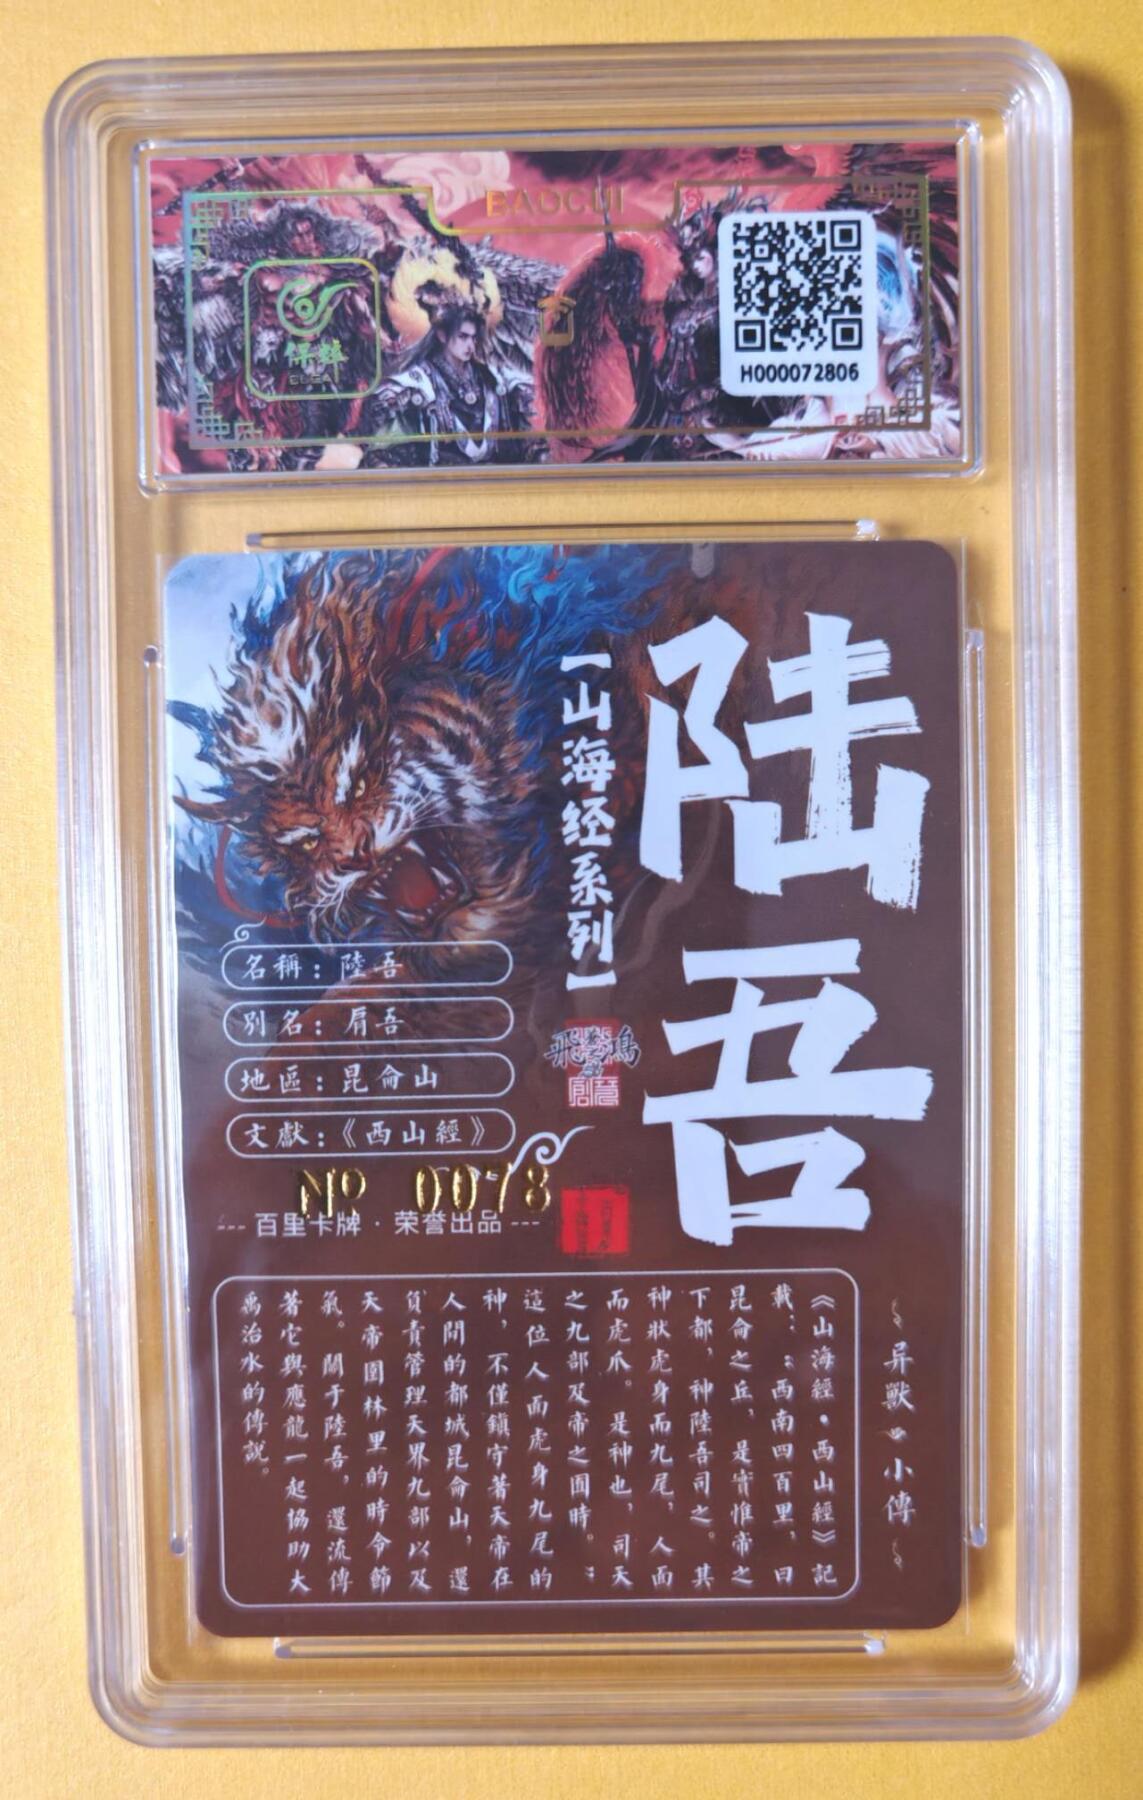 BAOCUI
保粹
H000072806
陆吾
【山海经系列】
飛鴻
名稱：陸吾
別名：肩吾
地區：昆侖山
文獻：《西山經》
№ 0078
--- 百里卡牌 · 荣誉出品 ---
异獸 小傳
《山海經·西山經》記
載：：西南四百里，曰
昆侖之丘，是實惟帝之
下都，神陸吾司之。其
神狀虎身而九尾，人面
而虎爪。是神也，司天
之九部及帝之囿時。：
這位人面虎身九尾的
神，不僅鎮守著天帝在
人間的都城昆侖山，還
負責管理天界九部以及
天帝園林里的時令節
氣。關于陸吾，還流傳
著它與應龍一起協助大
禹治水的傳說。